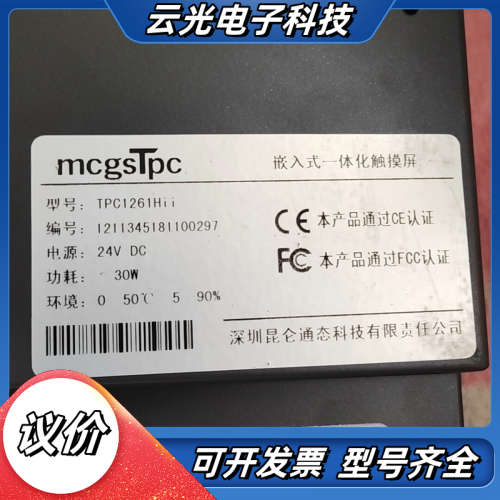 云光电子科技
mcgsTpc
嵌入式一体化触摸屏
型号: TPC1261Hii
编号: I211345181100297
电源: 24V DC
功耗: 30W
环境: 0 50℃ 5 90%
CE 本产品通过CE认证
FC 本产品通过FCC认证
深圳昆仑通态科技有限责任公司
议价
可开发票 型号齐全